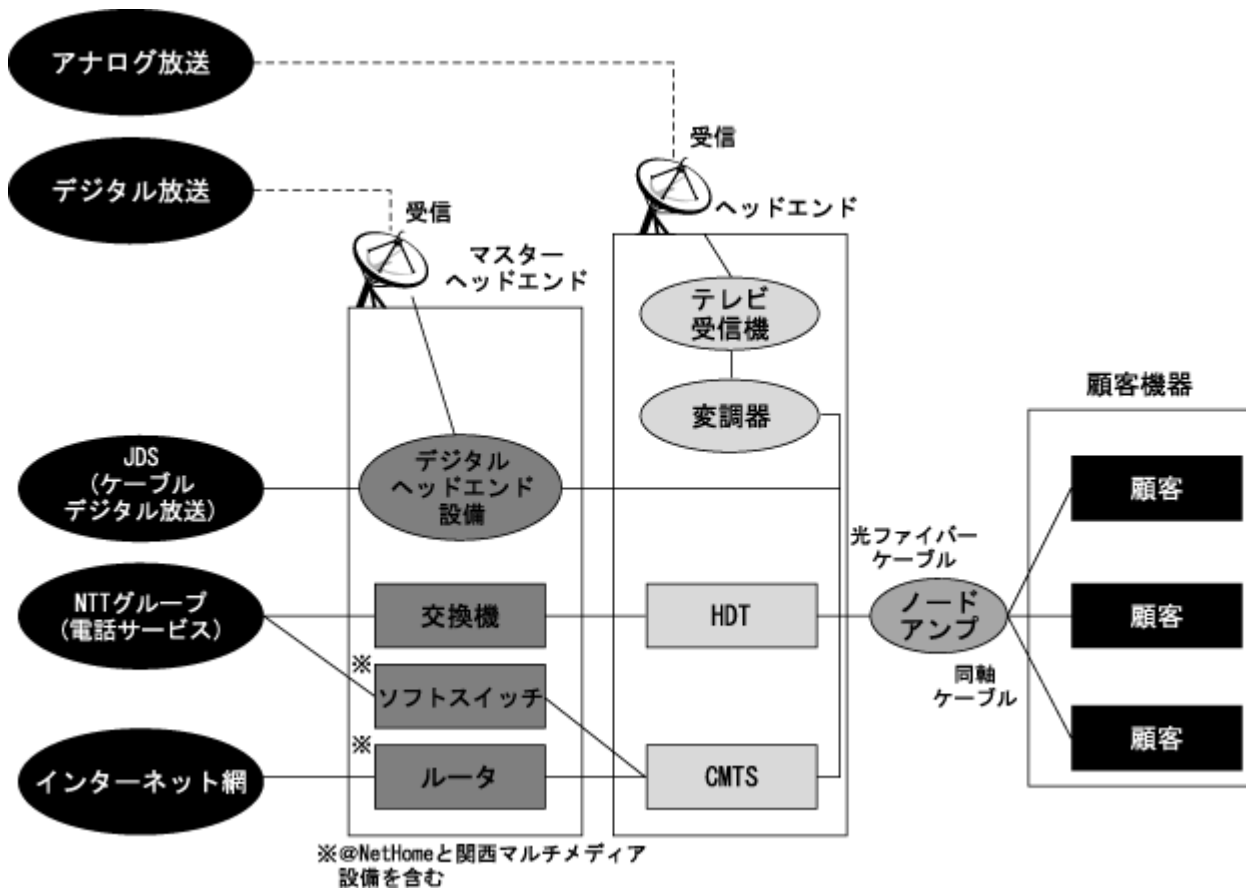 アナログ放送
デジタル放送
受信
受信
ヘッドエンド
マスター
ヘッドエンド
テレビ
受信機
変調器
顧客機器
JDS
(ケーブル
デジタル放送)
デジタル
ヘッドエンド
設備
顧客
光ファイバー
ケーブル
NTTグループ
(電話サービス)
交換機
HDT
ノード
アンプ
顧客
※
ソフトスイッチ
同軸
ケーブル
顧客
※
インターネット網
ルータ
CMTS
※@NetHomeと関西マルチメディア
設備を含む